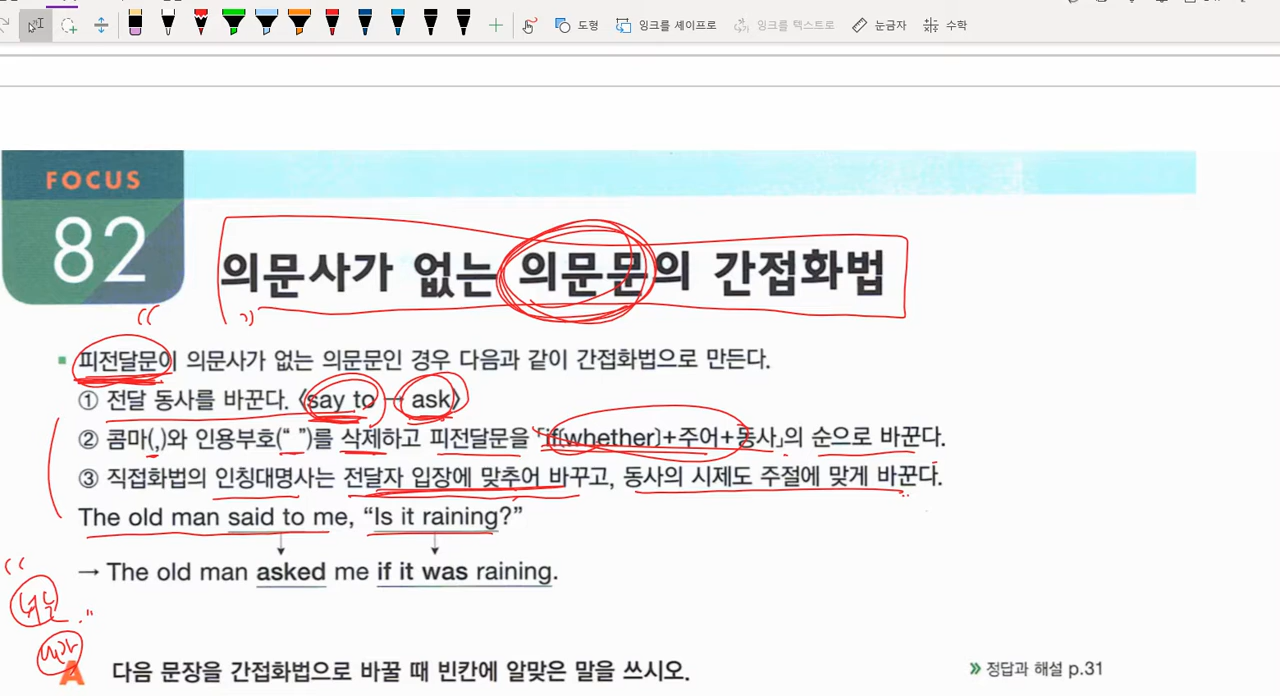 도형 잉크를 셰이프로 잉크를 텍스트로 눈금자 수학
FOCUS
82
의문사가 없는 의문문의 간접화법
피전달문이 의문사가 없는 의문문인 경우 다음과 같이 간접화법으로 만든다.
① 전달 동사를 바꾼다. 〈say to → ask〉
② 콤마(,)와 인용부호(“ ”)를 삭제하고 피전달문을 「if[whether]+주어+동사」의 순으로 바꾼다.
③ 직접화법의 인칭대명사는 전달자 입장에 맞추어 바꾸고, 동사의 시제도 주절에 맞게 바꾼다.
The old man said to me, “Is it raining?”
→ The old man asked me if it was raining.
A 다음 문장을 간접화법으로 바꿀 때 빈칸에 알맞은 말을 쓰시오.
» 정답과 해설 p.31